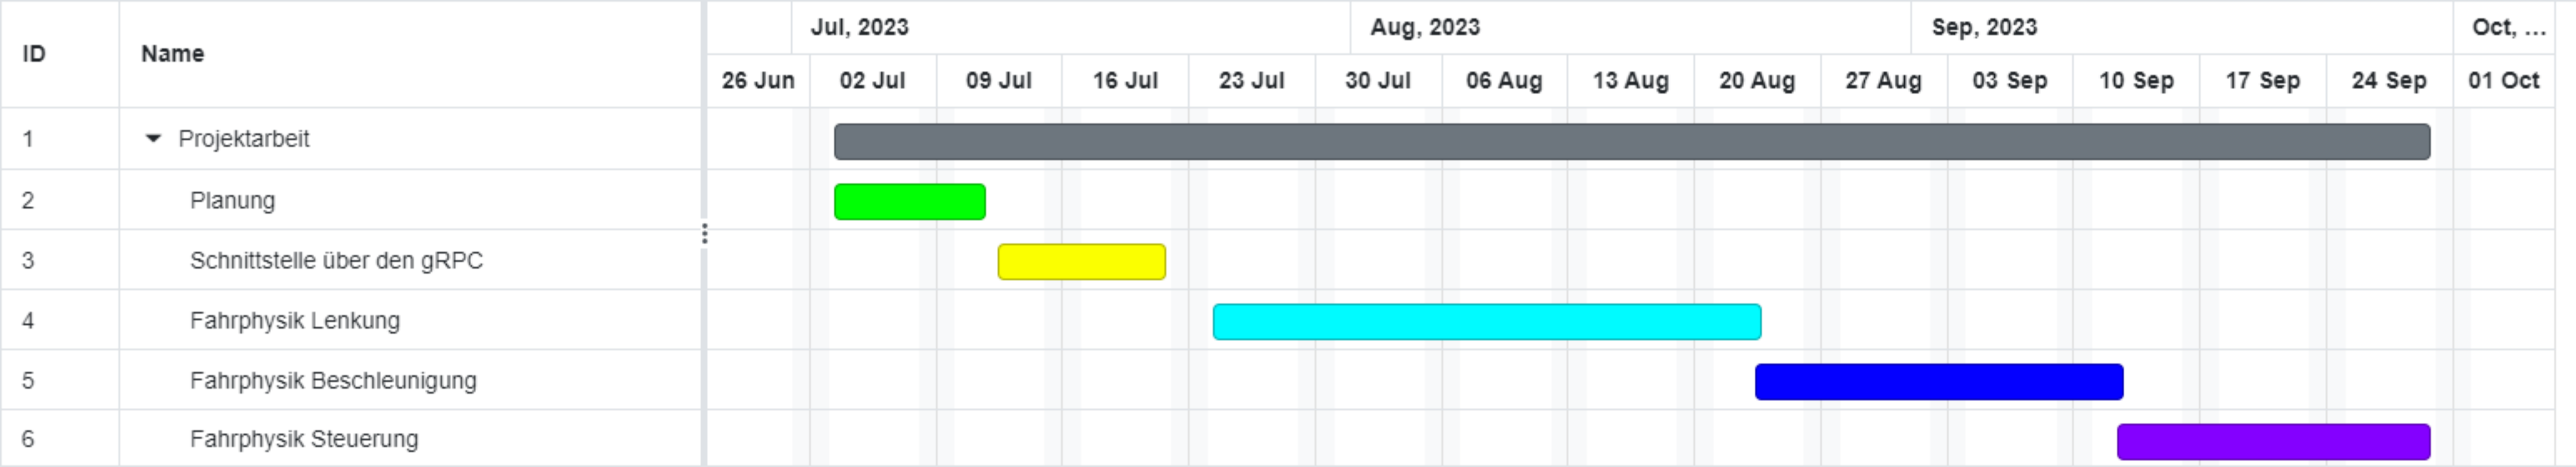 Jul, 2023 Aug, 2023 Sep, 2023 Oct, ...
ID Name
26 Jun 02 Jul 09 Jul 16 Jul 23 Jul 30 Jul 06 Aug 13 Aug 20 Aug 27 Aug 03 Sep 10 Sep 17 Sep 24 Sep 01 Oct
1 Projektarbeit
2 Planung
3 Schnittstelle über den gRPC
4 Fahrphysik Lenkung
5 Fahrphysik Beschleunigung
6 Fahrphysik Steuerung